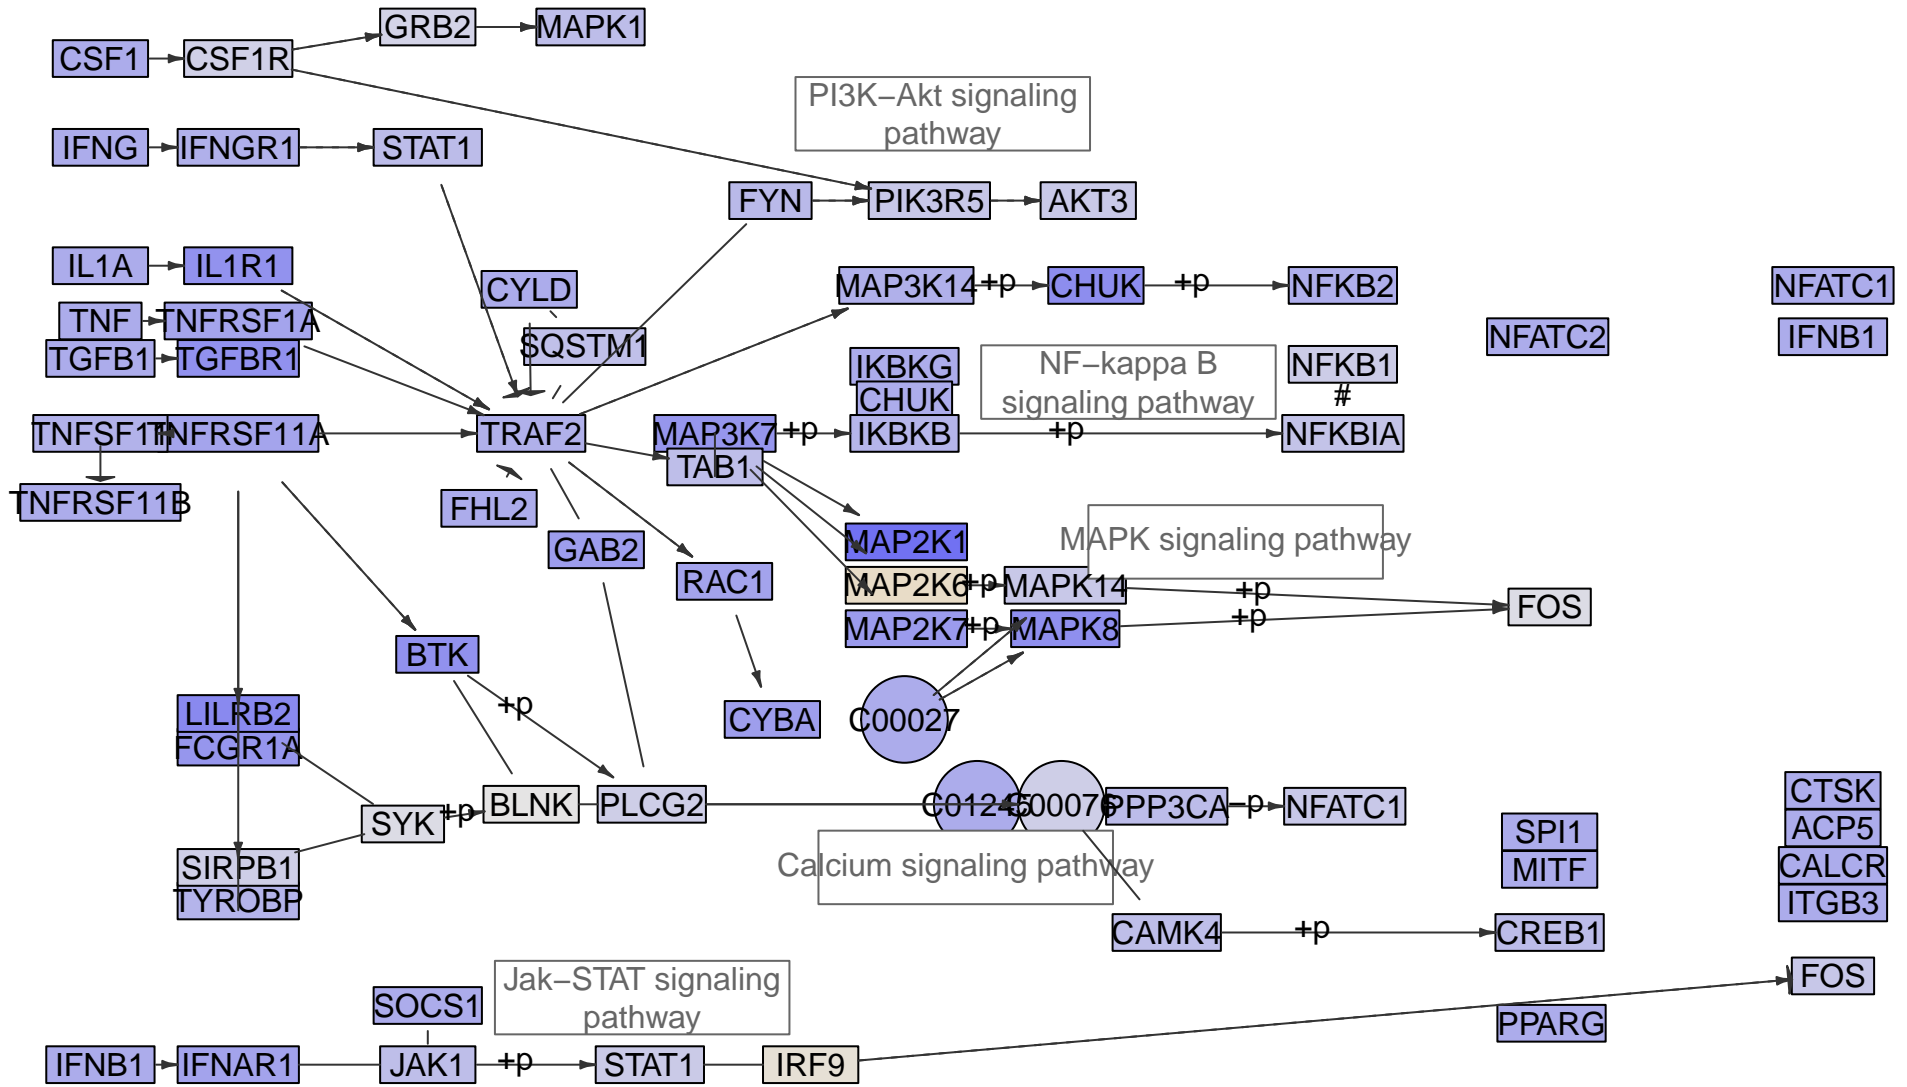 GRB2
MAPK1
CSF1
CSF1R
PI3K−Akt signaling
pathway
IFNG
IFNGR1
STAT1
FYN
PIK3R5
AKT3
IL1A
IL1R1
CYLD
MAP3K14
+p
CHUK
+p
NFKB2
NFATC1
TNF
TNFRSF1A
SQSTM1
NFATC2
IFNB1
TGFB1
TGFBR1
IKBKG
NF−kappa B
signaling pathway
NFKB1
#
CHUK
TNFRSF11A
TRAF2
MAP3K7
+p
IKBKB
+p
NFKBIA
TAB1
TNFRSF11B
FHL2
GAB2
MAP2K1
MAPK signaling pathway
RAC1
MAP2K6
+p
MAPK14
+p
FOS
MAP2K7
+p
MAPK8
+p
BTK
+p
LILRB2
CYBA
C00027
FCGR1A
SYK
+p
BLNK
PLCG2
C00076
PPP3CA
−p
NFATC1
CTSK
SPI1
ACP5
SIRPB1
Calcium signaling pathway
MITF
CALCR
TYROBP
ITGB3
CAMK4
+p
CREB1
Jak−STAT signaling
pathway
FOS
SOCS1
PPARG
IFNB1
IFNAR1
JAK1
+p
STAT1
IRF9